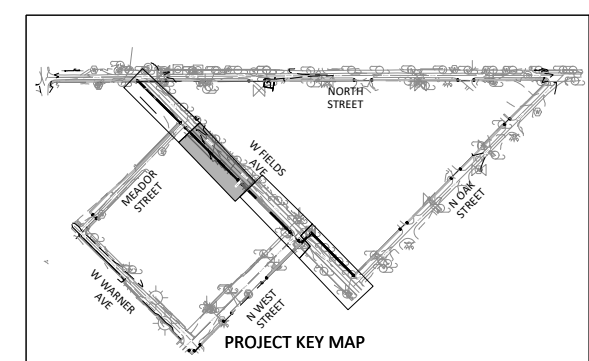 NORTH
STREET
W FIELDS
AVE
MEADOR
STREET
N OAK
STREET
W WARNER
AVE
N WEST
STREET
PROJECT KEY MAP